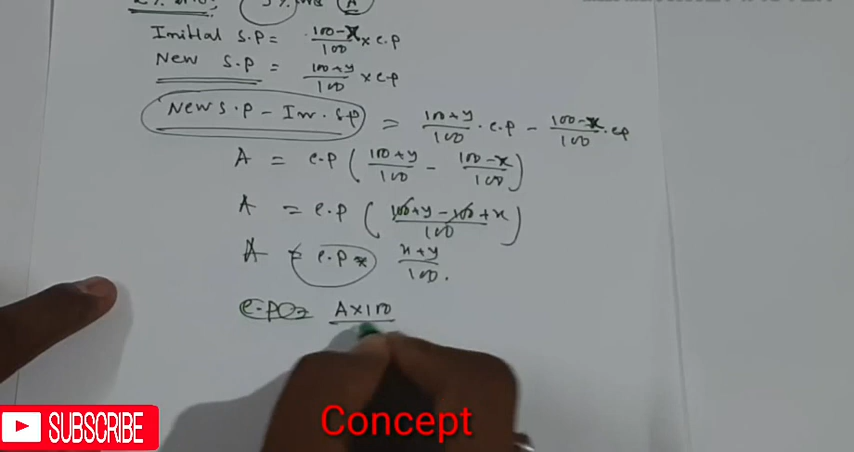 Initial S.P = 100-x/100 x c.p
New S.P = 100+y/100 x c.p
New S.P - In. S.P = 100+y/100 . c.p - 100-x/100 . cp
A = c.p ( 100+y/100 - 100-x/100 )
A = c.p ( 100+y-100+x/100 )
A = c.p x x+y/100.
c.p = A×100
Concept
SUBSCRIBE